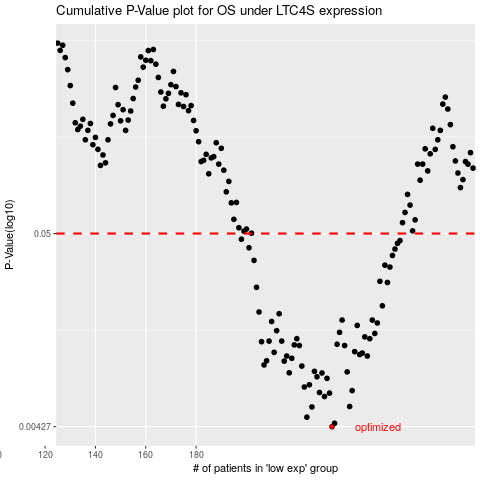 Cumulative P-Value plot for OS under LTC4S expression
P-Value(log10)
0.05
0.00427
optimized
0 120 140 160 180
# of patients in 'low exp' group